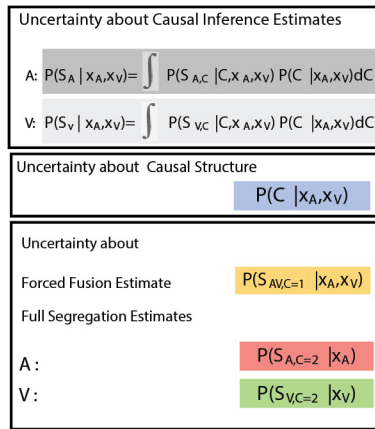 Uncertainty about Causal Inference Estimates
A: P(S_A | x_A,x_V)= ∫ P(S_A,C |C,x_A x_V) P(C |x_A,x_V)dC
V: P(S_v | x_A,x_V)= ∫ P(S_V,C |C,x_A x_V) P(C |x_A,x_V)dC
Uncertainty about Causal Structure
P(C |x_A,x_V)
Uncertainty about
Forced Fusion Estimate P(S_AV,C=1 |x_A,x_V)
Full Segregation Estimates
A : P(S_A,C=2 |x_A)
V : P(S_V,C=2 |x_V)